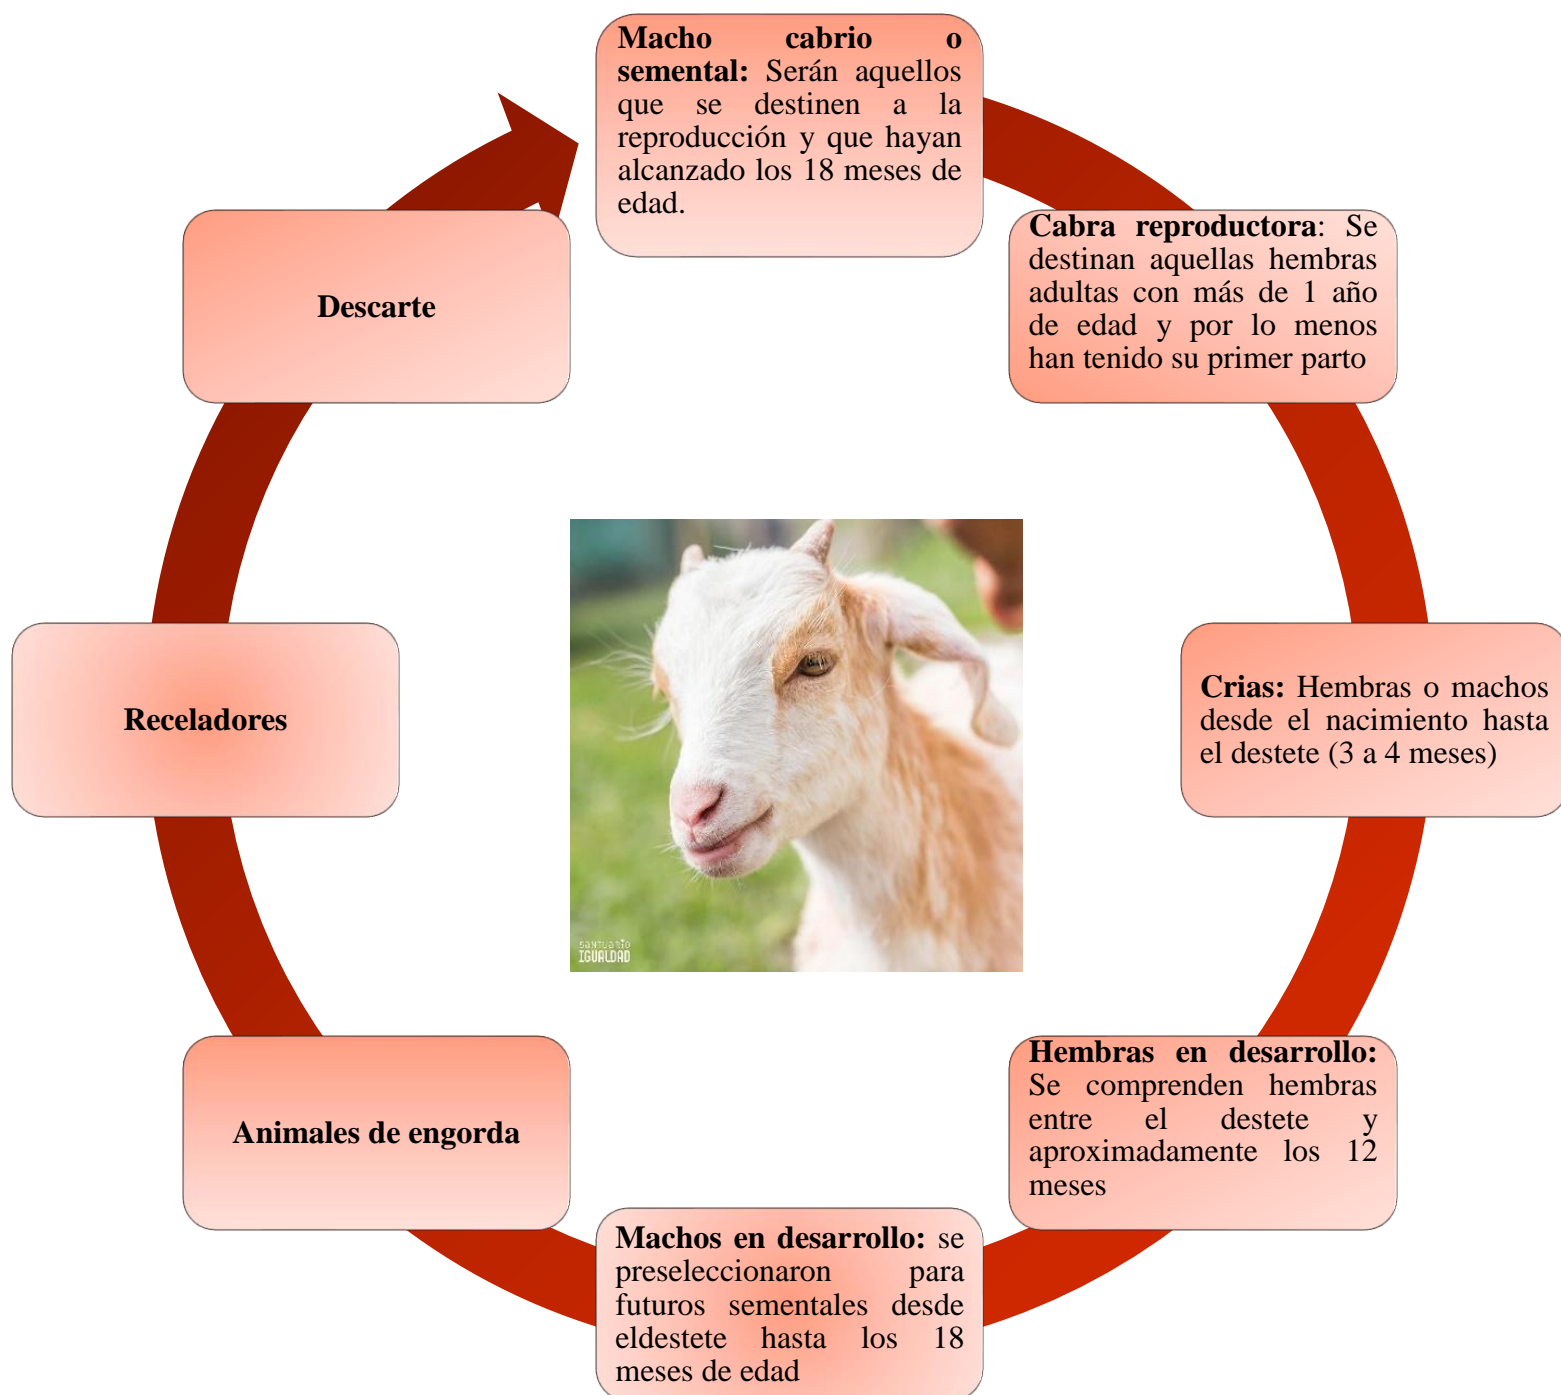 Macho cabrio o
semental: Serán aquellos
que se destinen a la
reproducción y que hayan
alcanzado los 18 meses de
edad.
Cabra reproductora: Se
destinan aquellas hembras
adultas con más de 1 año
de edad y por lo menos
han tenido su primer parto
Crias: Hembras o machos
desde el nacimiento hasta
el destete (3 a 4 meses)
Hembras en desarrollo:
Se comprenden hembras
entre el destete y
aproximadamente los 12
meses
Machos en desarrollo: se
preseleccionaron para
futuros sementales desde
eldestete hasta los 18
meses de edad
Animales de engorda
Receladores
Descarte
SANTUARIO
IGUALDAD